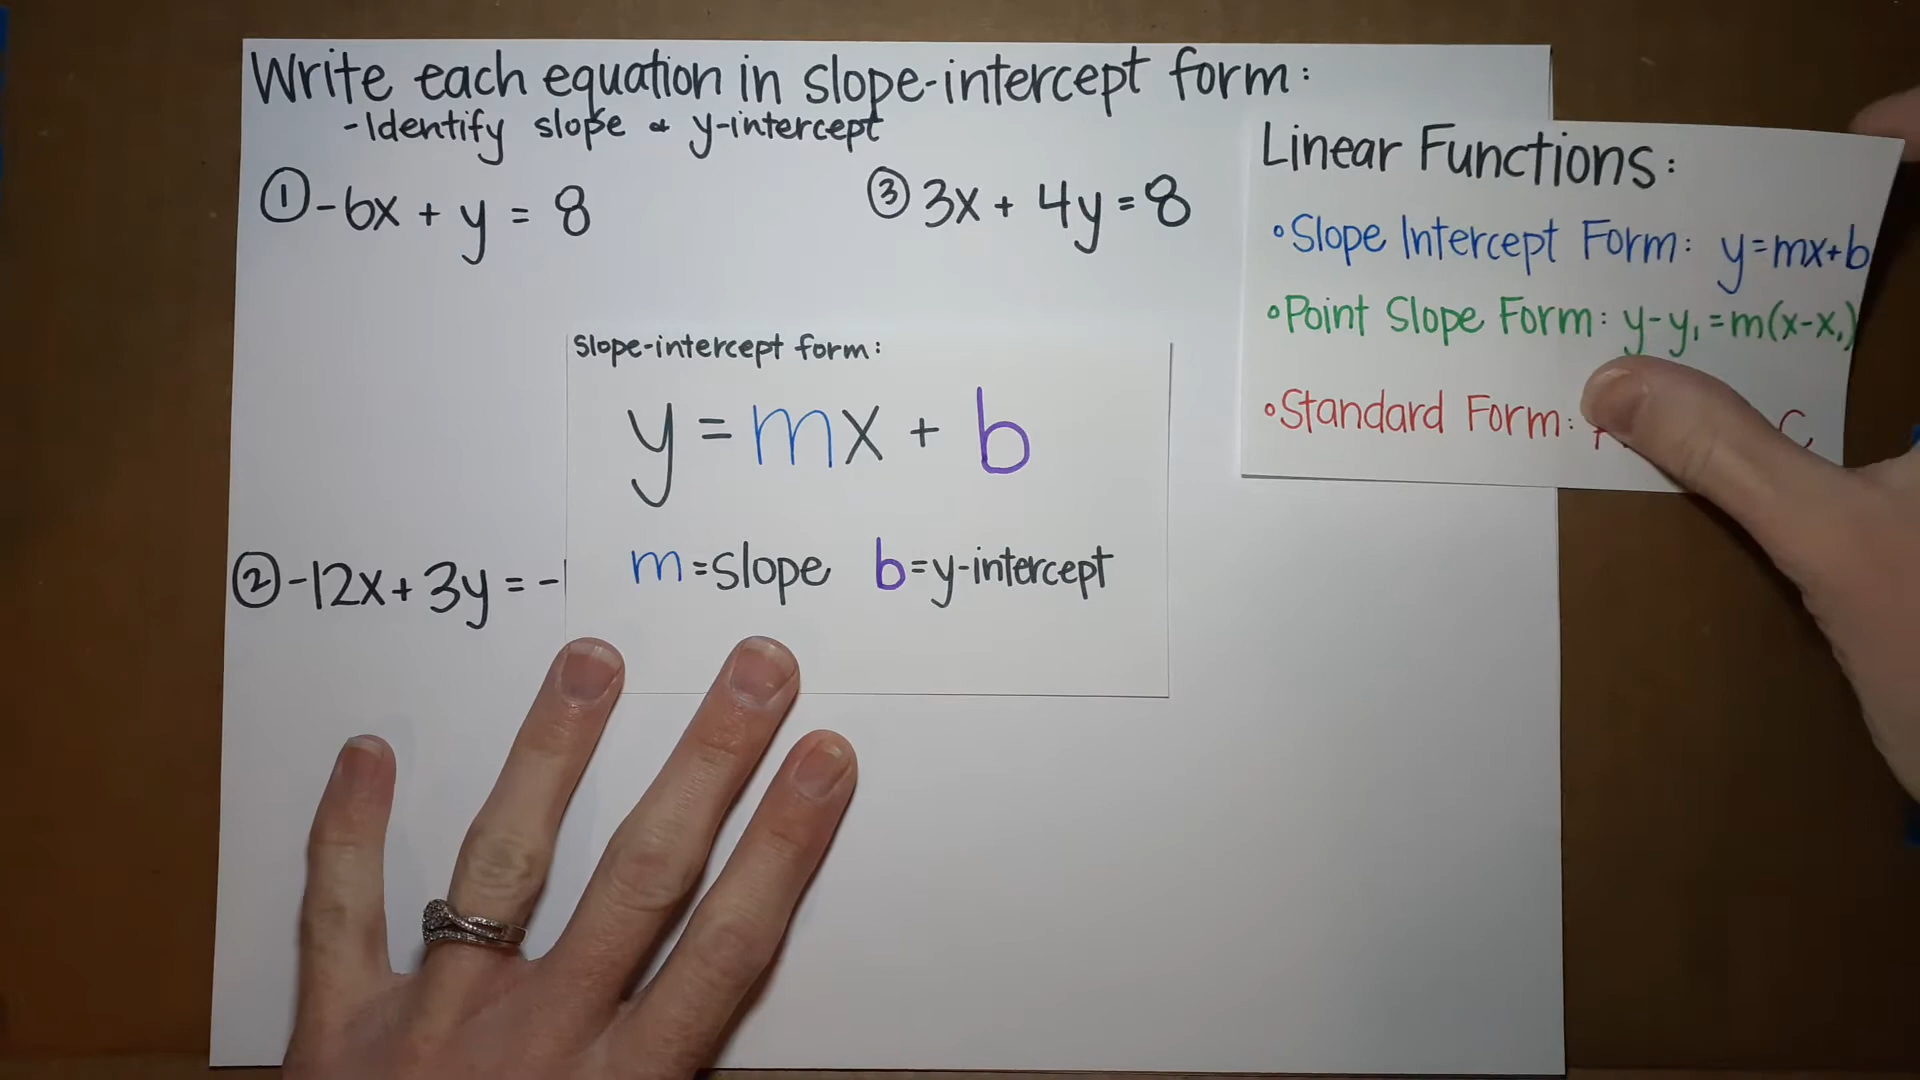 Write each equation in slope-intercept form:
-Identify slope & y-intercept
① -6x + y = 8
③ 3x + 4y = 8
② -12x + 3y = -
Slope-intercept form:
y = mx + b
m = slope b = y-intercept
Linear Functions:
• Slope Intercept Form: y=mx+b
• Point Slope Form: y-y₁=m(x-x₁)
• Standard Form: C